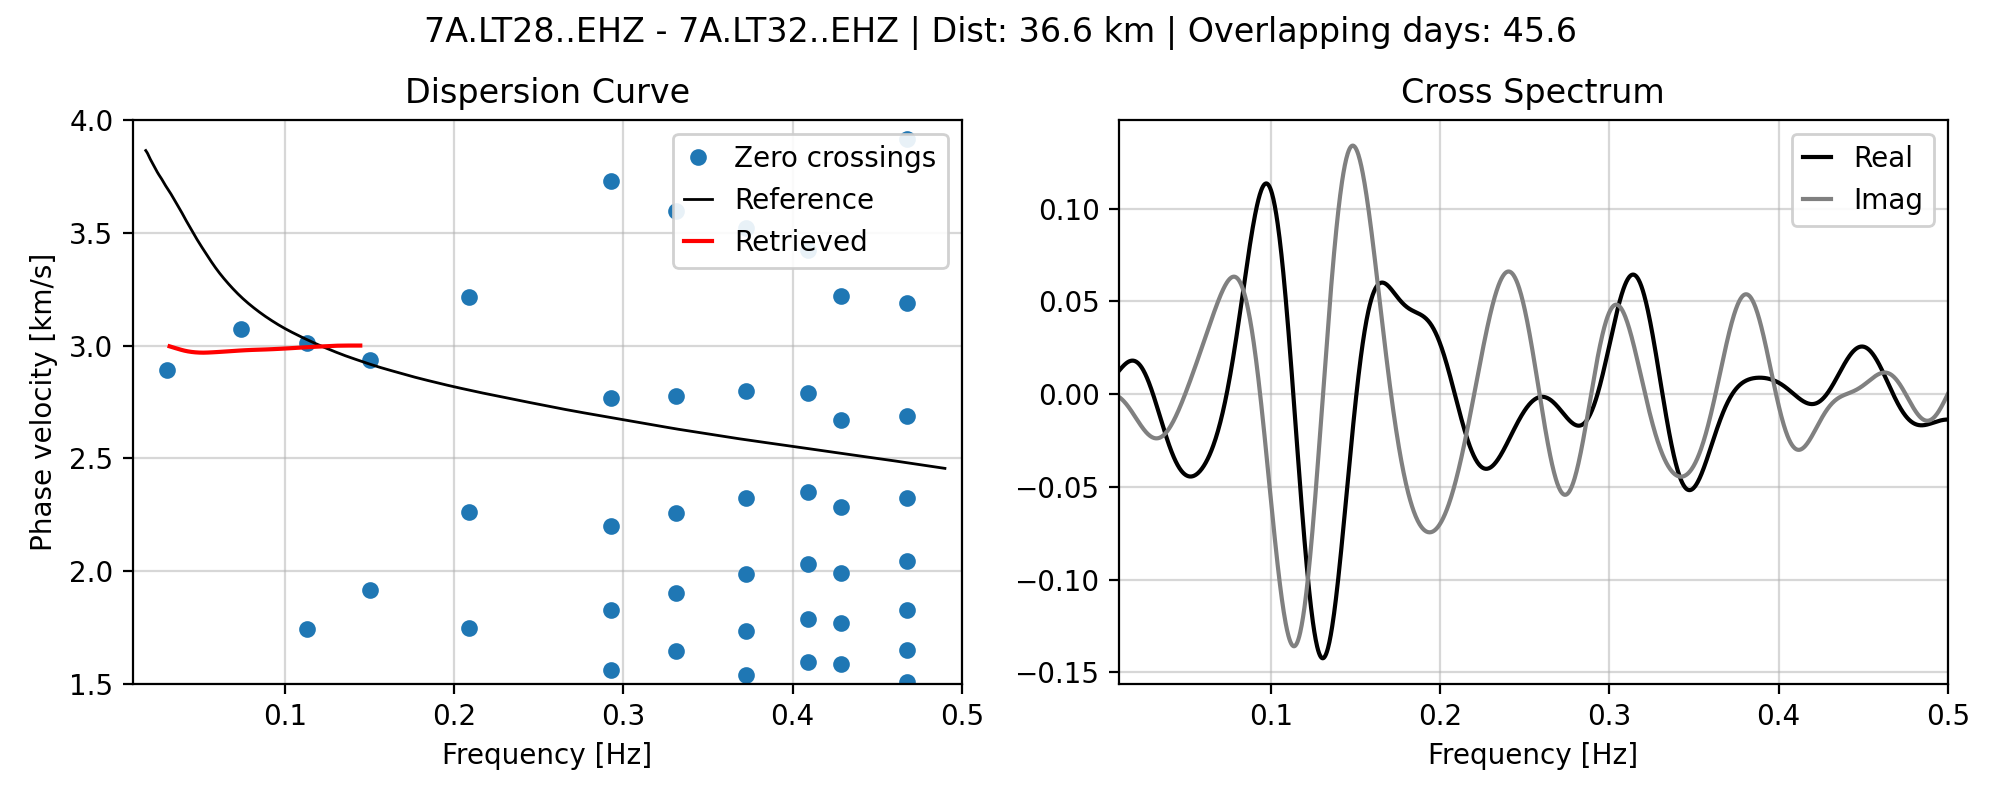 7A.LT28..EHZ - 7A.LT32..EHZ | Dist: 36.6 km | Overlapping days: 45.6
Dispersion Curve
4.0
3.5
3.0
2.5
2.0
1.5
Phase velocity [km/s]
Zero crossings
Reference
Retrieved
0.1 0.2 0.3 0.4 0.5
Frequency [Hz]
Cross Spectrum
0.10
0.05
0.00
−0.05
−0.10
−0.15
Real
Imag
0.1 0.2 0.3 0.4 0.5
Frequency [Hz]